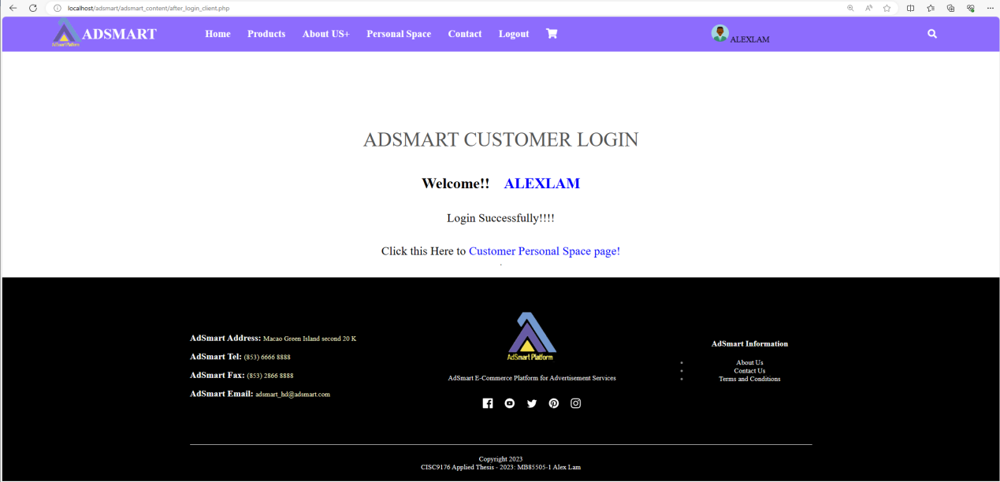 localhost/adsmart/adsmart_content/after_login_client.php
AdSmart Platform
ADSMART
Home Products About US+ Personal Space Contact Logout
ALEXLAM
ADSMART CUSTOMER LOGIN
Welcome!! ALEXLAM
Login Successfully!!!!
Click this Here to Customer Personal Space page!
.
AdSmart Address: Macao Green Island second 20 K
AdSmart Tel: (853) 6666 8888
AdSmart Fax: (853) 2866 8888
AdSmart Email: adsmart_hd@adsmart.com
AdSmart Platform
AdSmart E-Commerce Platform for Advertisement Services
AdSmart Information
About Us
Contact Us
Terms and Conditions
Copyright 2023
CISC9176 Applied Thesis - 2023: MB85505-1 Alex Lam